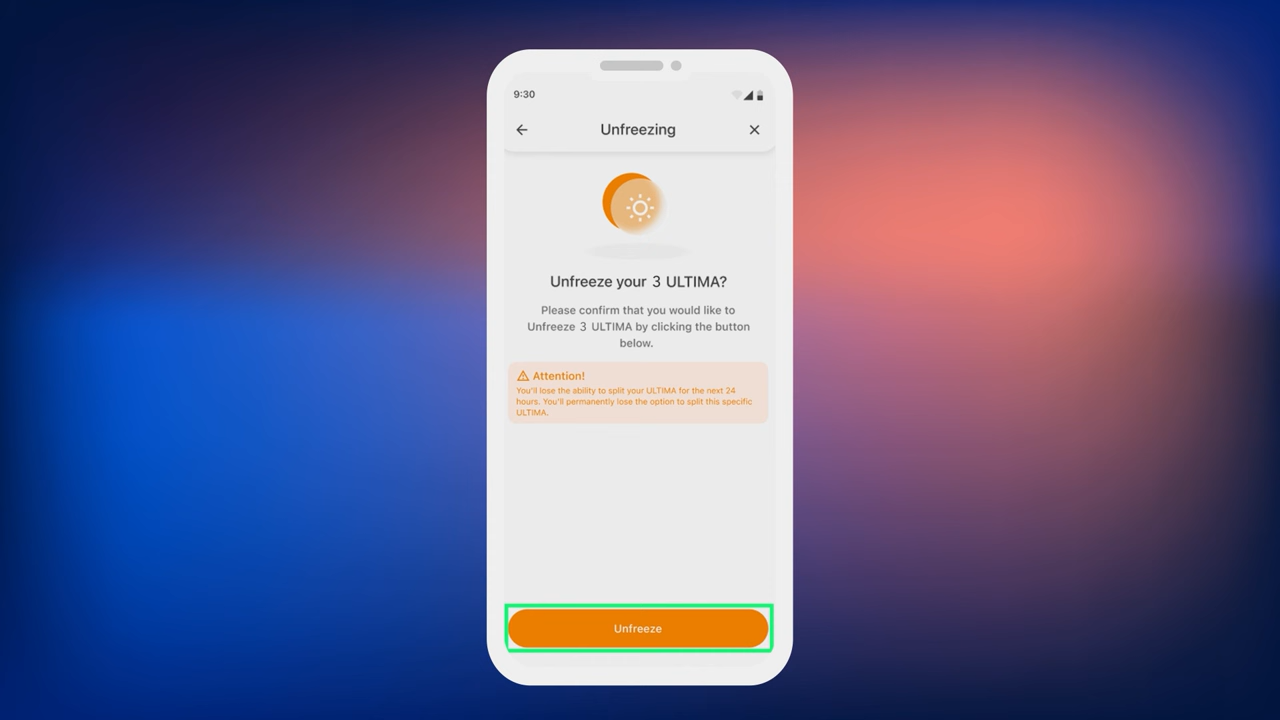 9:30
Unfreezing
Unfreeze your 3 ULTIMA?
Please confirm that you would like to
Unfreeze 3 ULTIMA by clicking the button
below.
Attention!
You'll lose the ability to split your ULTIMA for the next 24
hours. You'll permanently lose the option to split this specific
ULTIMA.
Unfreeze